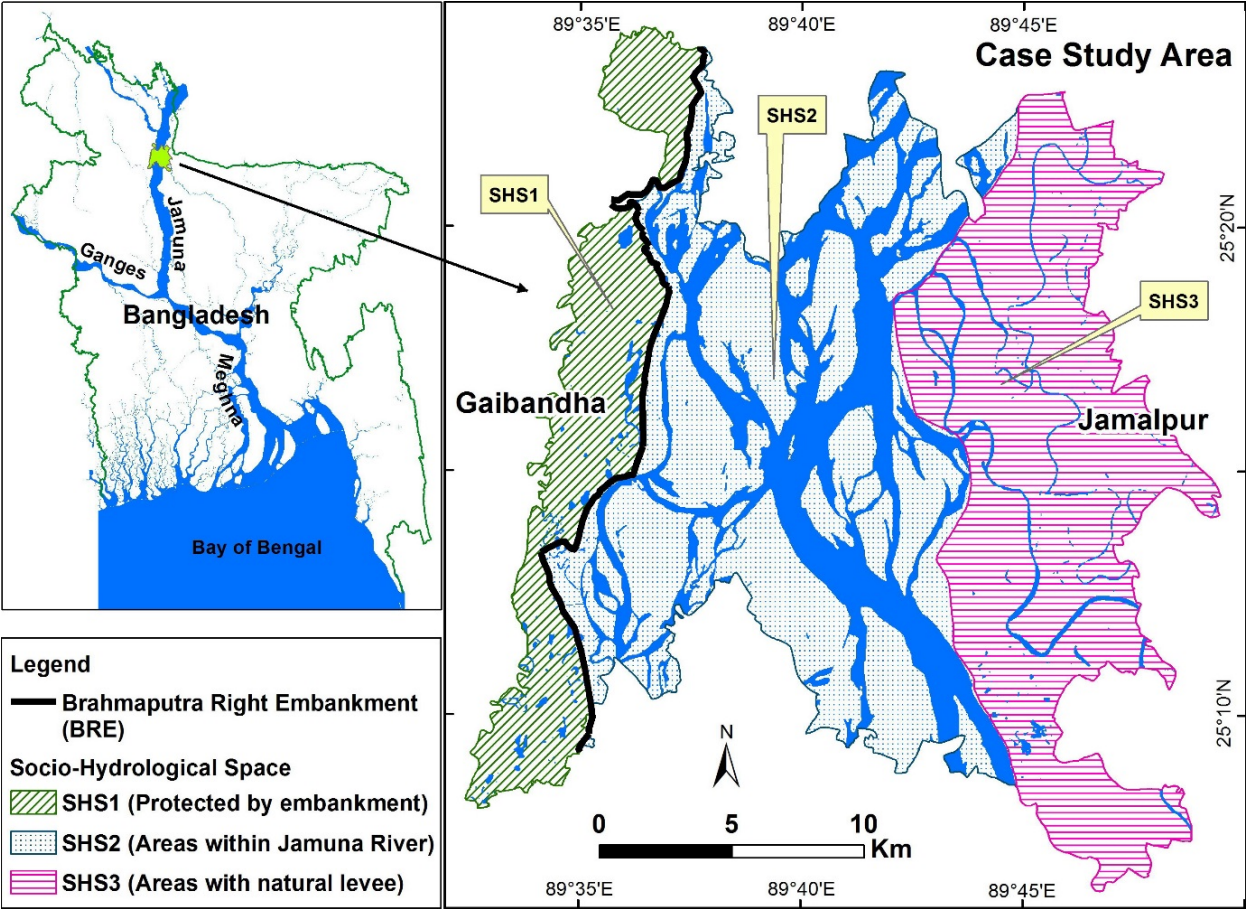 Jamuna
Ganges
Bangladesh
Meghna
Bay of Bengal
Legend
Brahmaputra Right Embankment
(BRE)
Socio-Hydrological Space
SHS1 (Protected by embankment)
SHS2 (Areas within Jamuna River)
SHS3 (Areas with natural levee)
89°35'E
89°40'E
89°45'E
Case Study Area
SHS2
SHS1
25°20'N
SHS3
Gaibandha
Jamalpur
25°10'N
N
0 5 10
Km
89°35'E
89°40'E
89°45'E